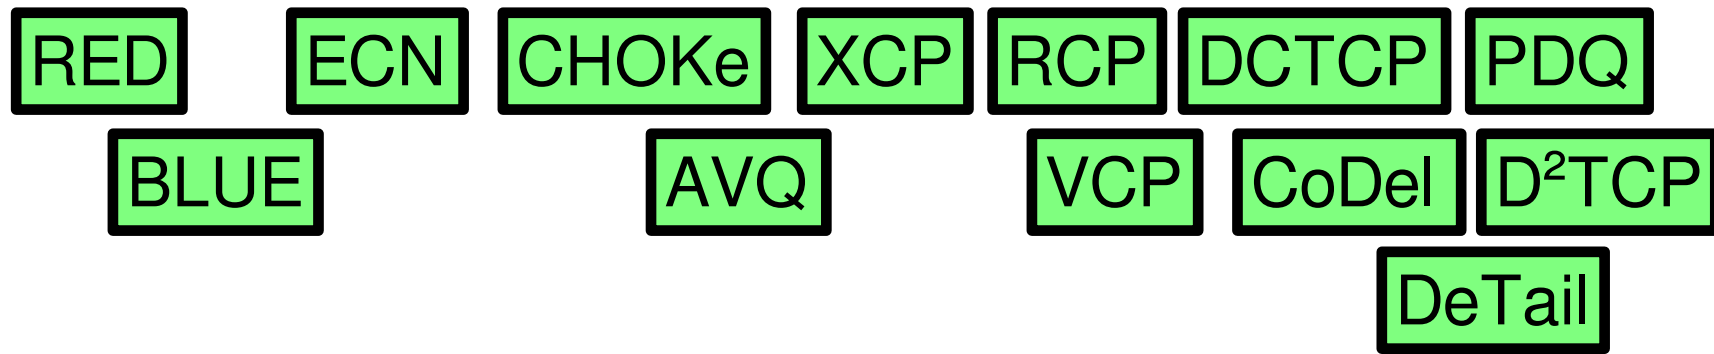 RED ECN CHOKe XCP RCP DCTCP PDQ
BLUE AVQ VCP CoDel D²TCP
DeTail